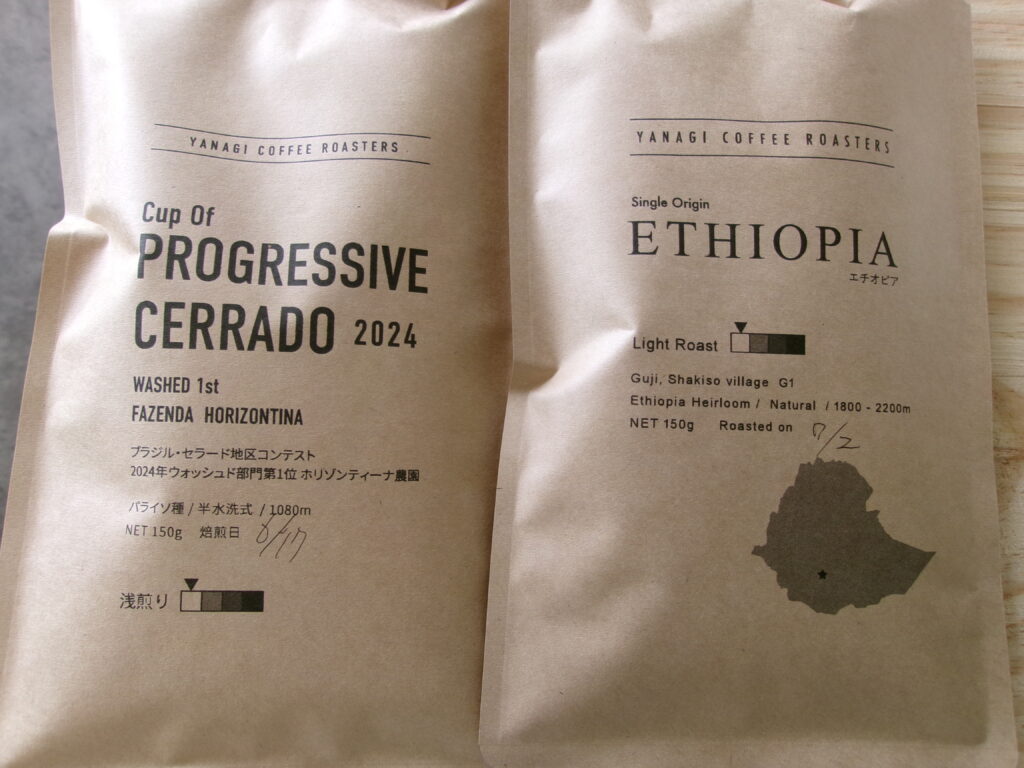 YANAGI COFFEE ROASTERS
Cup Of
PROGRESSIVE
CERRADO 2024
WASHED 1st
FAZENDA HORIZONTINA
ブラジル・セラード地区コンテスト
2024年ウォッシュド部門第1位 ホリゾンティーナ農園
パライソ種 / 半水洗式 / 1080m
NET 150g 焙煎日 6/17
浅煎り
YANAGI COFFEE ROASTERS
Single Origin
ETHIOPIA
エチオピア
Light Roast
Guji, Shakiso village G1
Ethiopia Heirloom / Natural / 1800 - 2200m
NET 150g Roasted on 7/2